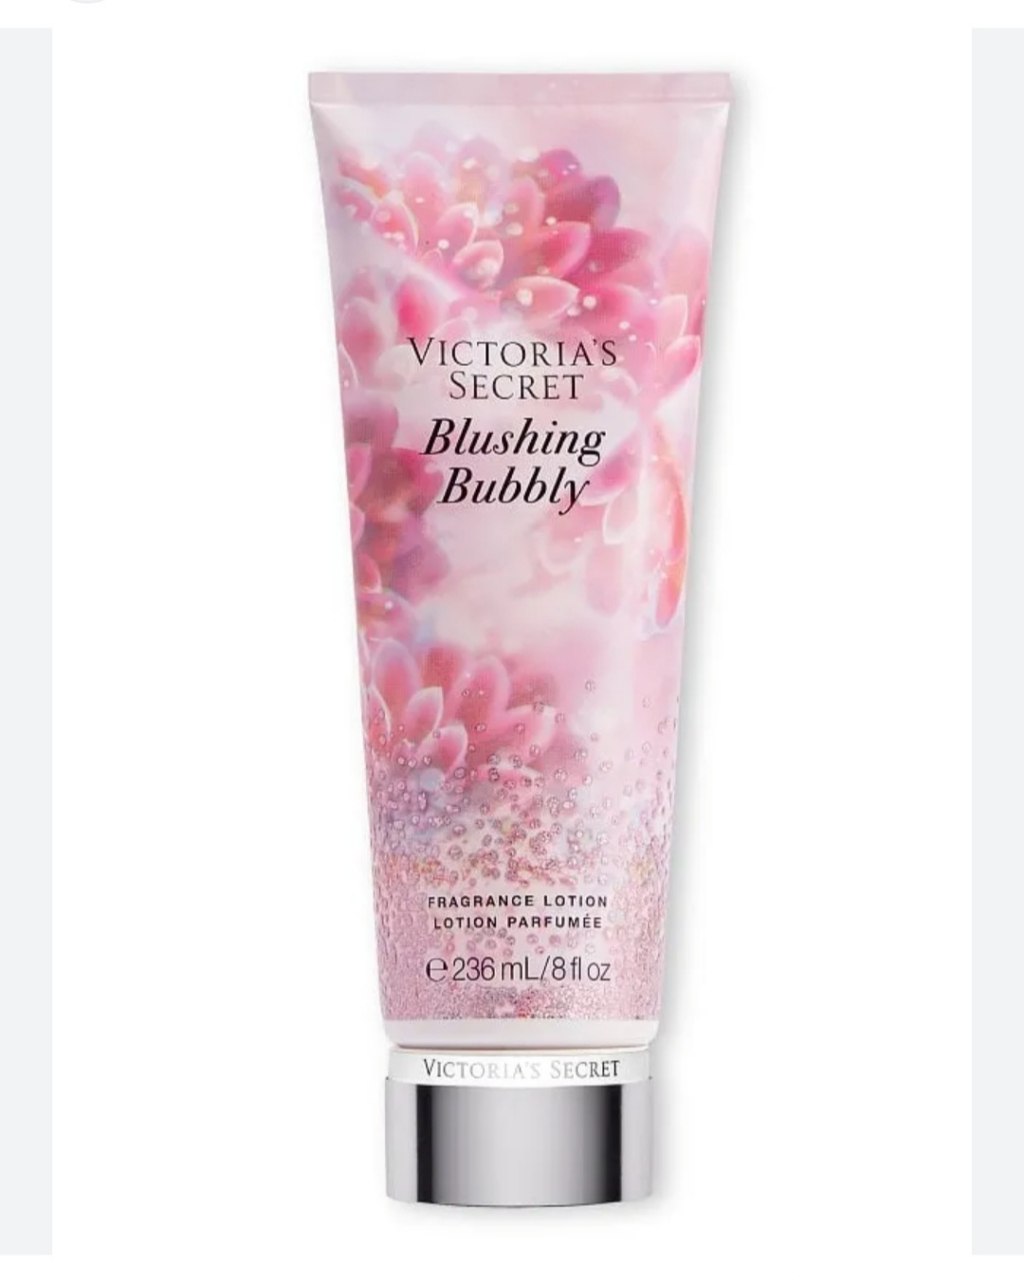 VICTORIA'S
SECRET
Blushing
Bubbly
FRAGRANCE LOTION
LOTION PARFUMÉE
℮ 236 mL/8 fl oz
VICTORIA'S SECRET